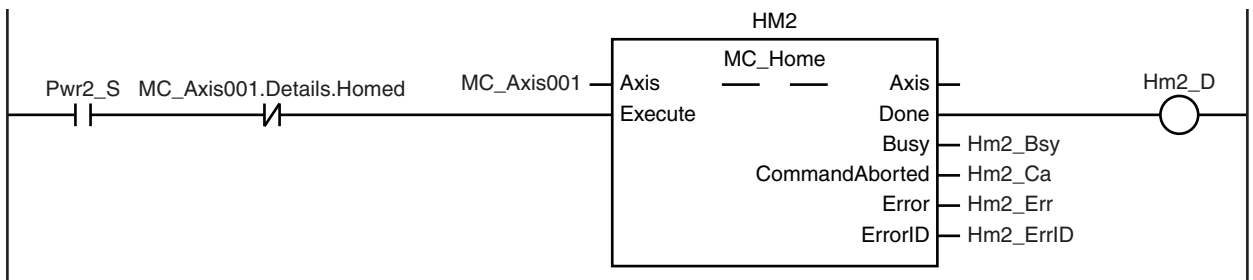 HM2
MC_Home
Pwr2_S MC_Axis001.Details.Homed MC_Axis001 Axis Axis Hm2_D
Execute Done
Busy Hm2_Bsy
CommandAborted Hm2_Ca
Error Hm2_Err
ErrorID Hm2_ErrID